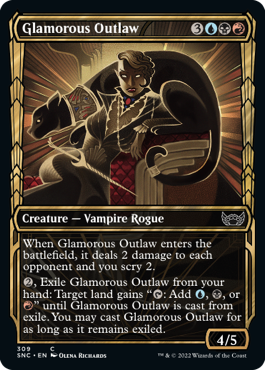 Glamorous Outlaw 3
Creature — Vampire Rogue
When Glamorous Outlaw enters the
battlefield, it deals 2 damage to each
opponent and you scry 2.
2, Exile Glamorous Outlaw from your
hand: Target land gains “: Add , , or
” until Glamorous Outlaw is cast from
exile. You may cast Glamorous Outlaw for
as long as it remains exiled.
4/5
309 C
SNC • EN Olena Richards ™ & © 2022 Wizards of the Coast